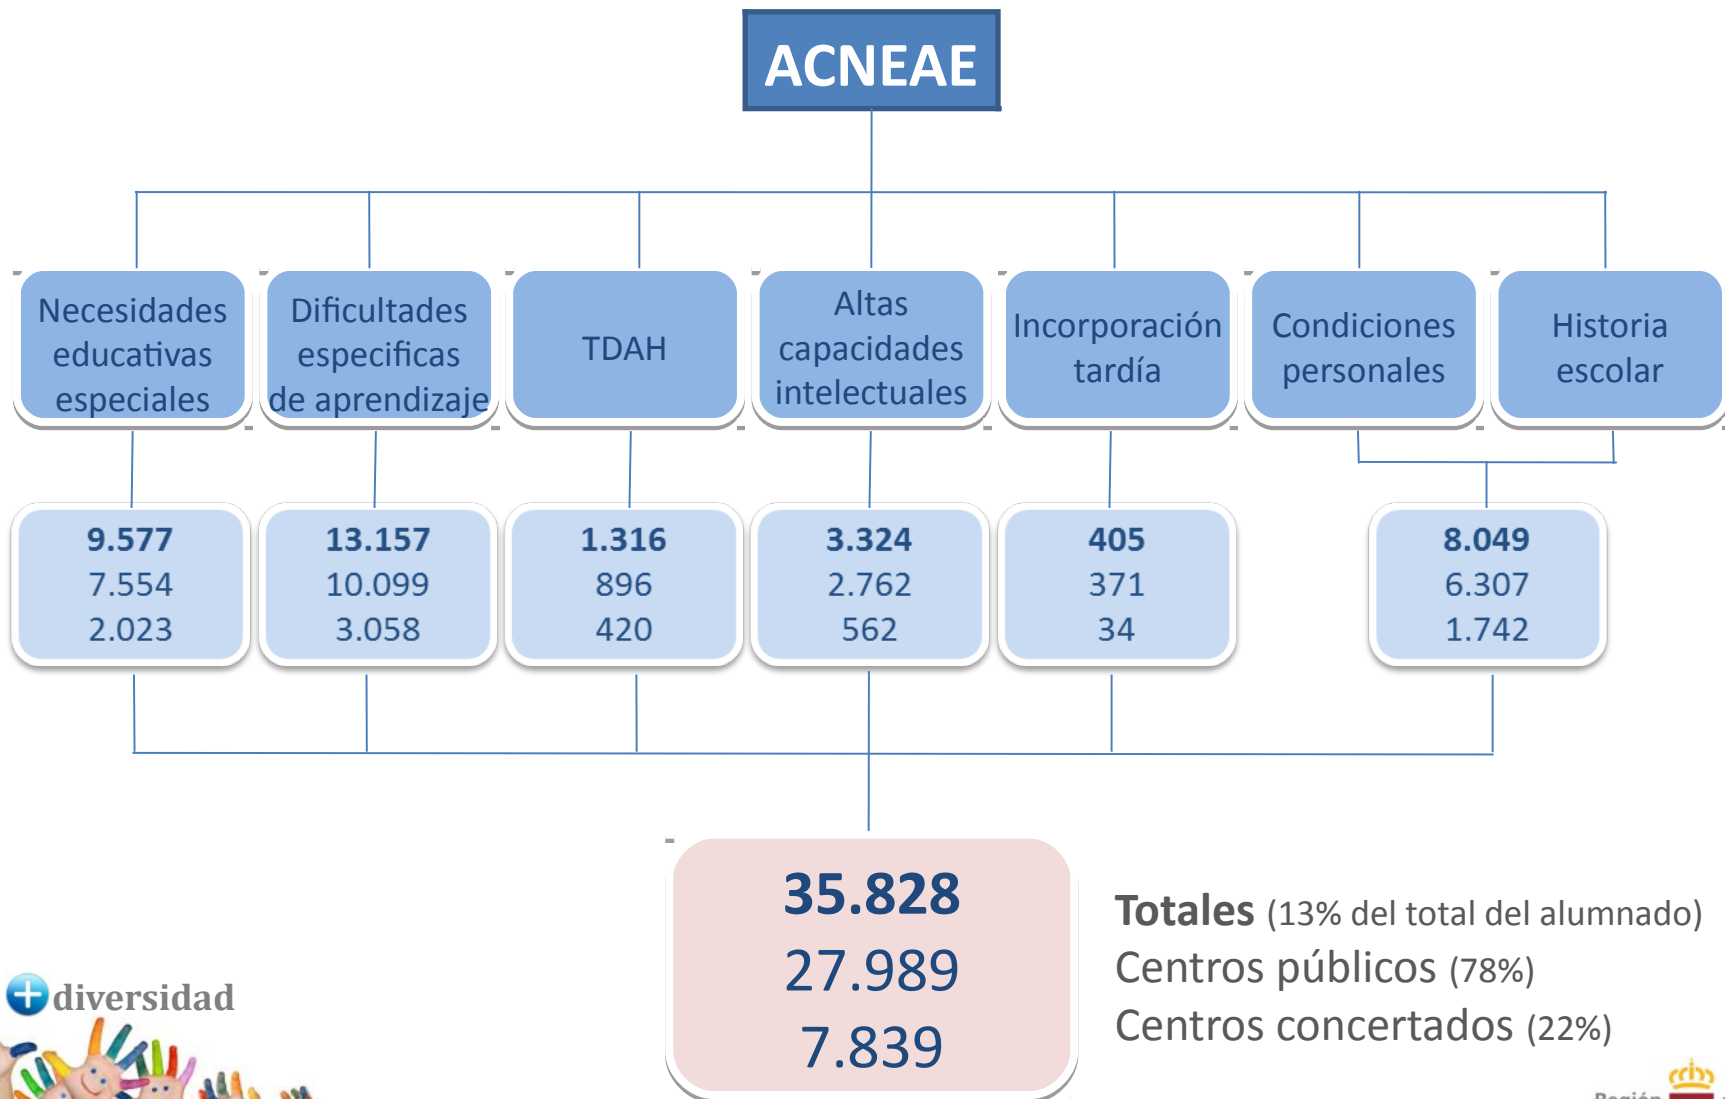 ACNEAE
Necesidades
educativas
especiales
Dificultades
especificas
de aprendizaje
TDAH
Altas
capacidades
intelectuales
Incorporación
tardía
Condiciones
personales
Historia
escolar
9.577
7.554
2.023
13.157
10.099
3.058
1.316
896
420
3.324
2.762
562
405
371
34
8.049
6.307
1.742
35.828
27.989
7.839
Totales (13% del total del alumnado)
Centros públicos (78%)
Centros concertados (22%)
+ diversidad
Región